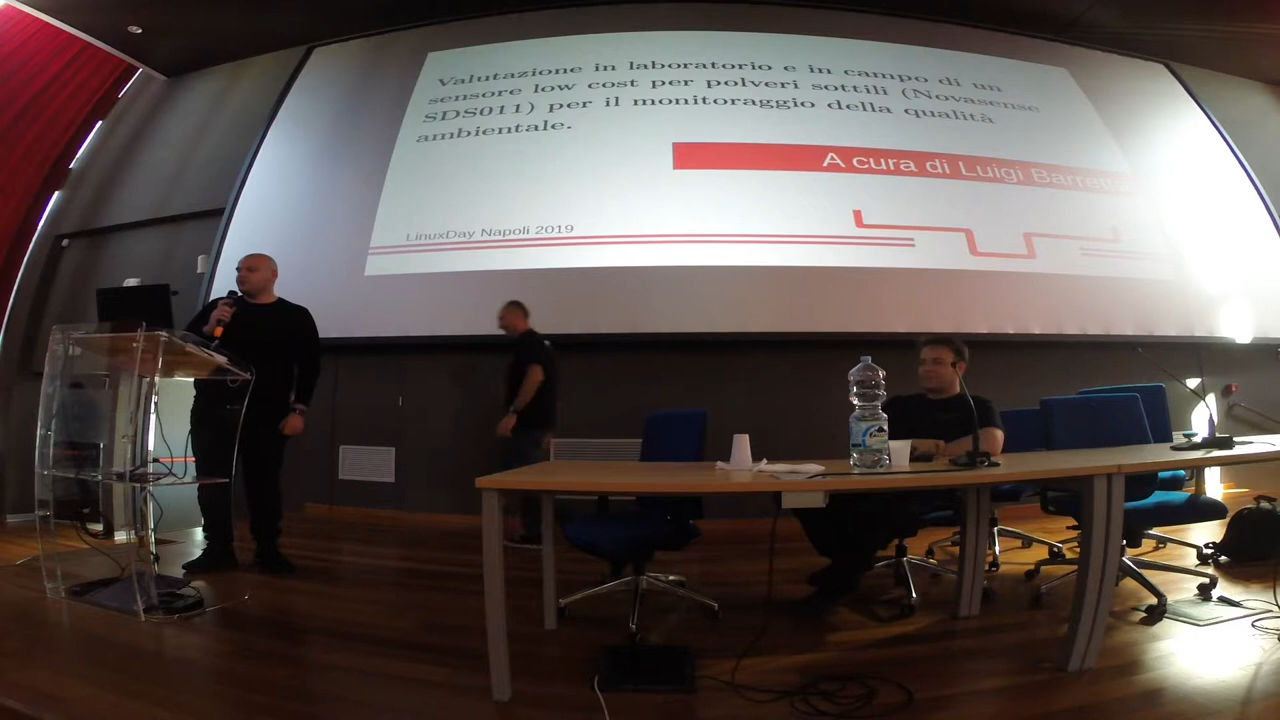 Valutazione in laboratorio e in campo di un
sensore low cost per polveri sottili (Novasense
SDS011) per il monitoraggio della qualità
ambientale.
A cura di Luigi
LinuxDay Napoli 2019